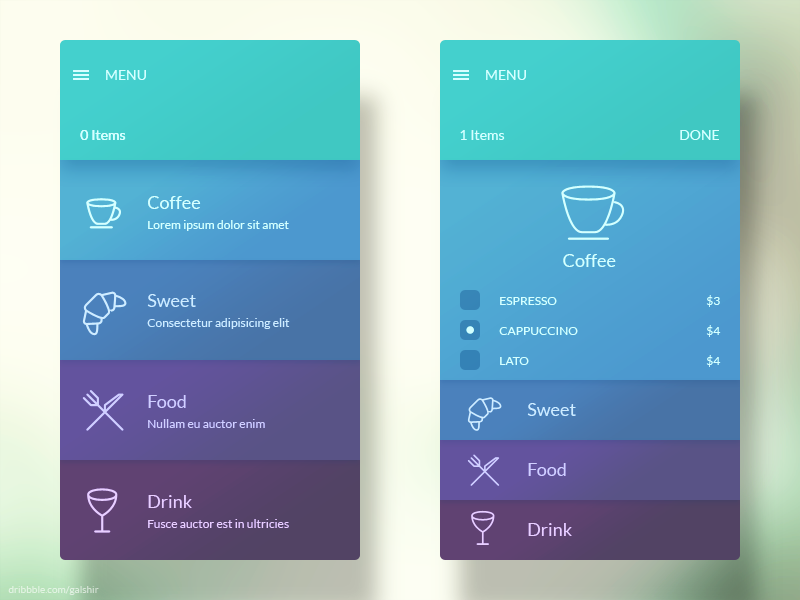 MENU
0 Items
Coffee
Lorem ipsum dolor sit amet
Sweet
Consectetur adipisicing elit
Food
Nullam eu auctor enim
Drink
Fusce auctor est in ultricies
MENU
1 Items DONE
Coffee
ESPRESSO $3
CAPPUCCINO $4
LATO $4
Sweet
Food
Drink
dribbble.com/galshir